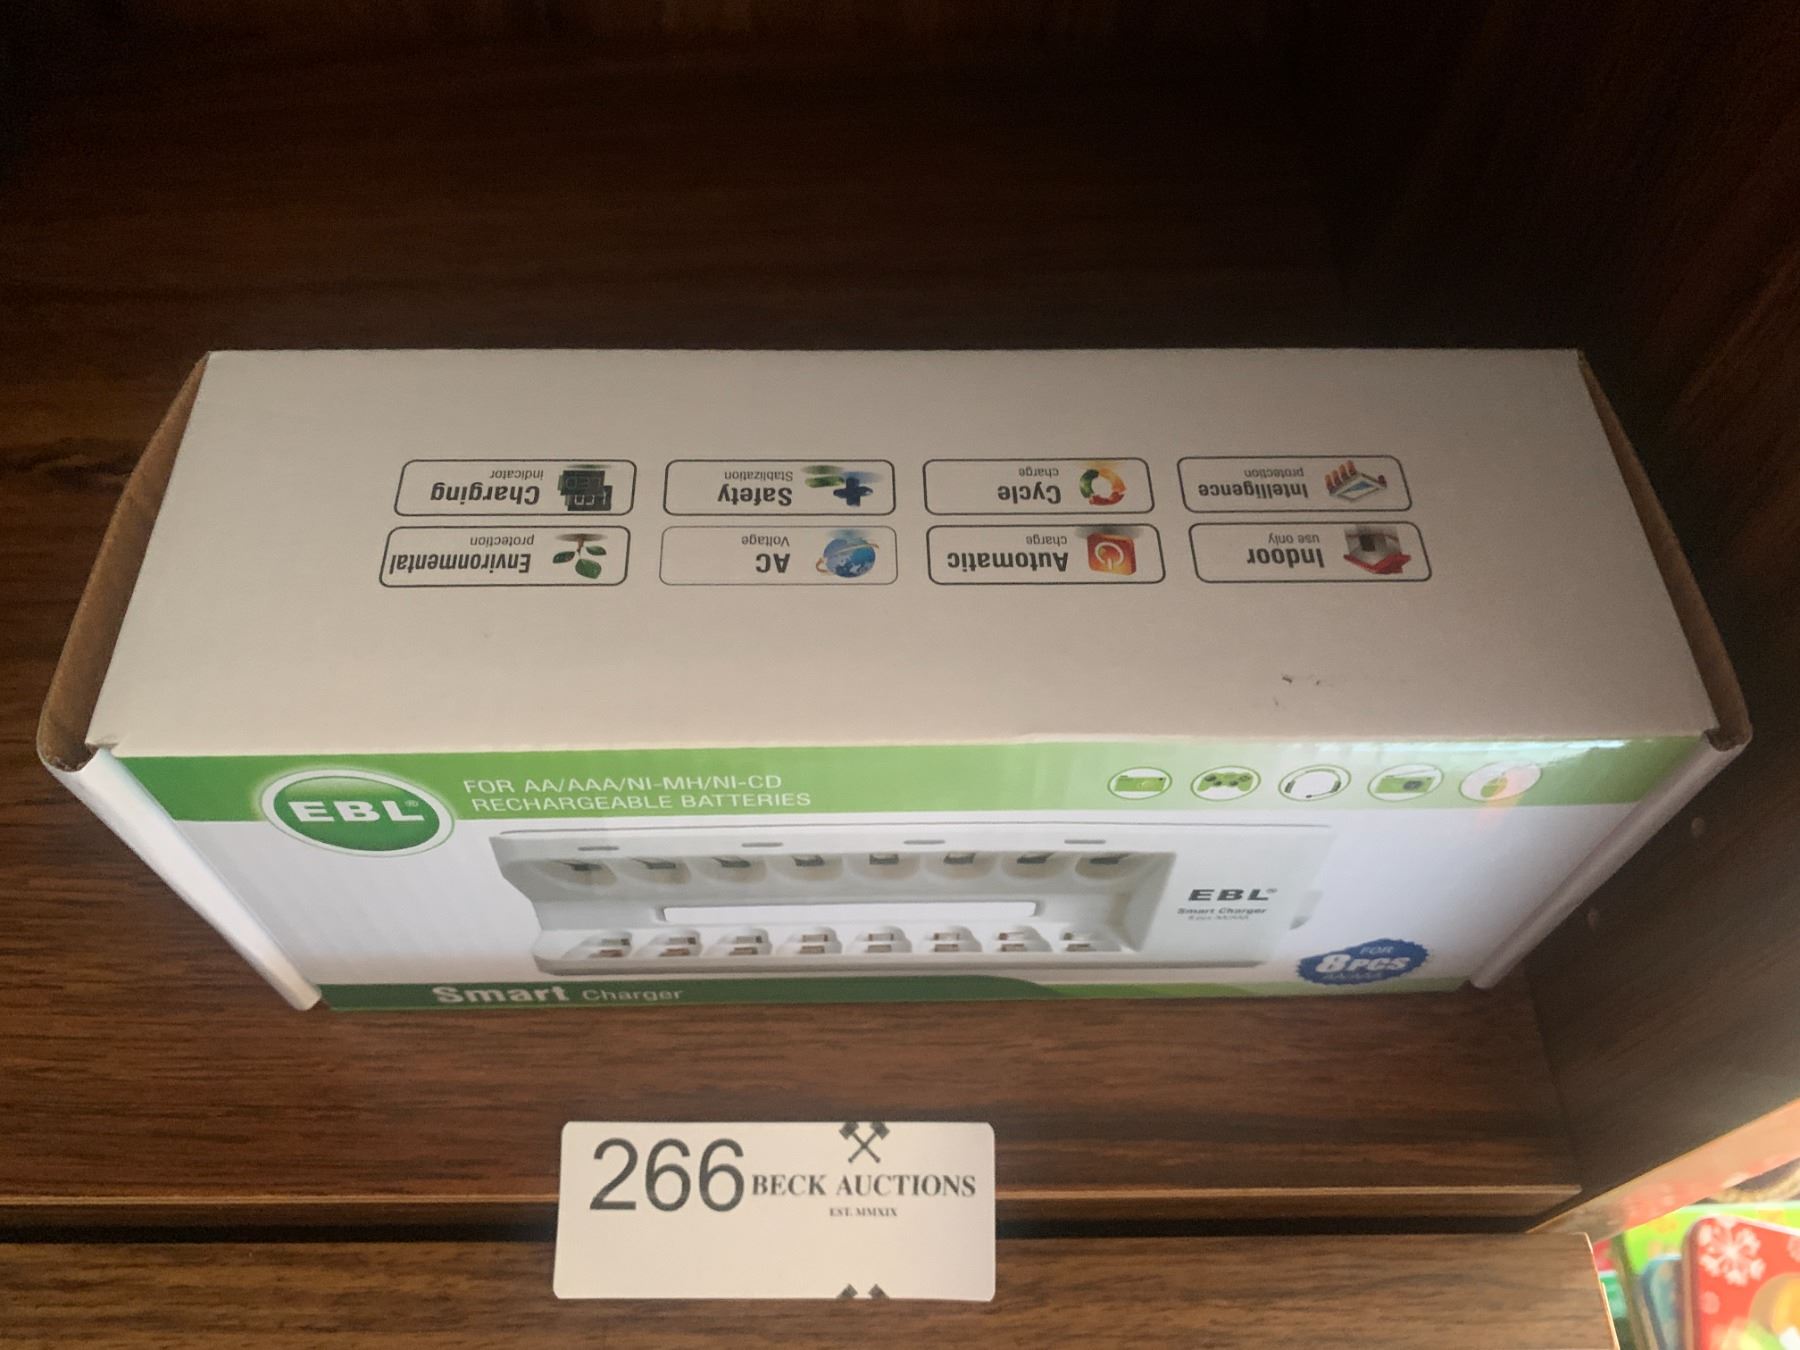 Intelligence
protection
Cycle
charge
Safety
Stabilization
Charging
indicator
LCD
LED
Indoor
use only
Automatic
charge
AC
Voltage
Environmental
protection
EBL®
FOR AA/AAA/NI-MH/NI-CD
RECHARGEABLE BATTERIES
EBL®
Smart Charger
FOR
8PCS
Smart Charger
266
BECK AUCTIONS
EST. MMXIX